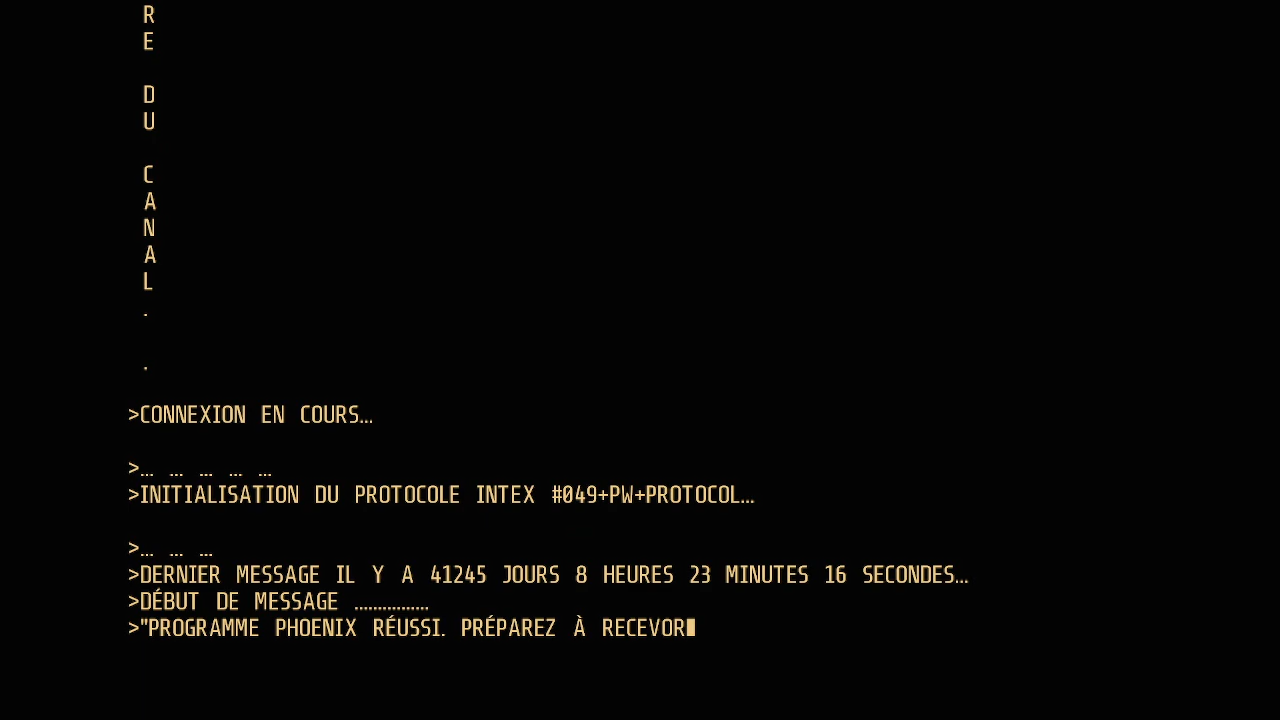 R
E
D
U
C
A
N
A
L
.
.
>CONNEXION EN COURS...
>... ... ... ... ...
>INITIALISATION DU PROTOCOLE INTEX #049+PW+PROTOCOL...
>... ... ...
>DERNIER MESSAGE IL Y A 41245 JOURS 8 HEURES 23 MINUTES 16 SECONDES...
>DÉBUT DE MESSAGE ...............
>"PROGRAMME PHOENIX RÉUSSI. PRÉPAREZ À RECEVOR